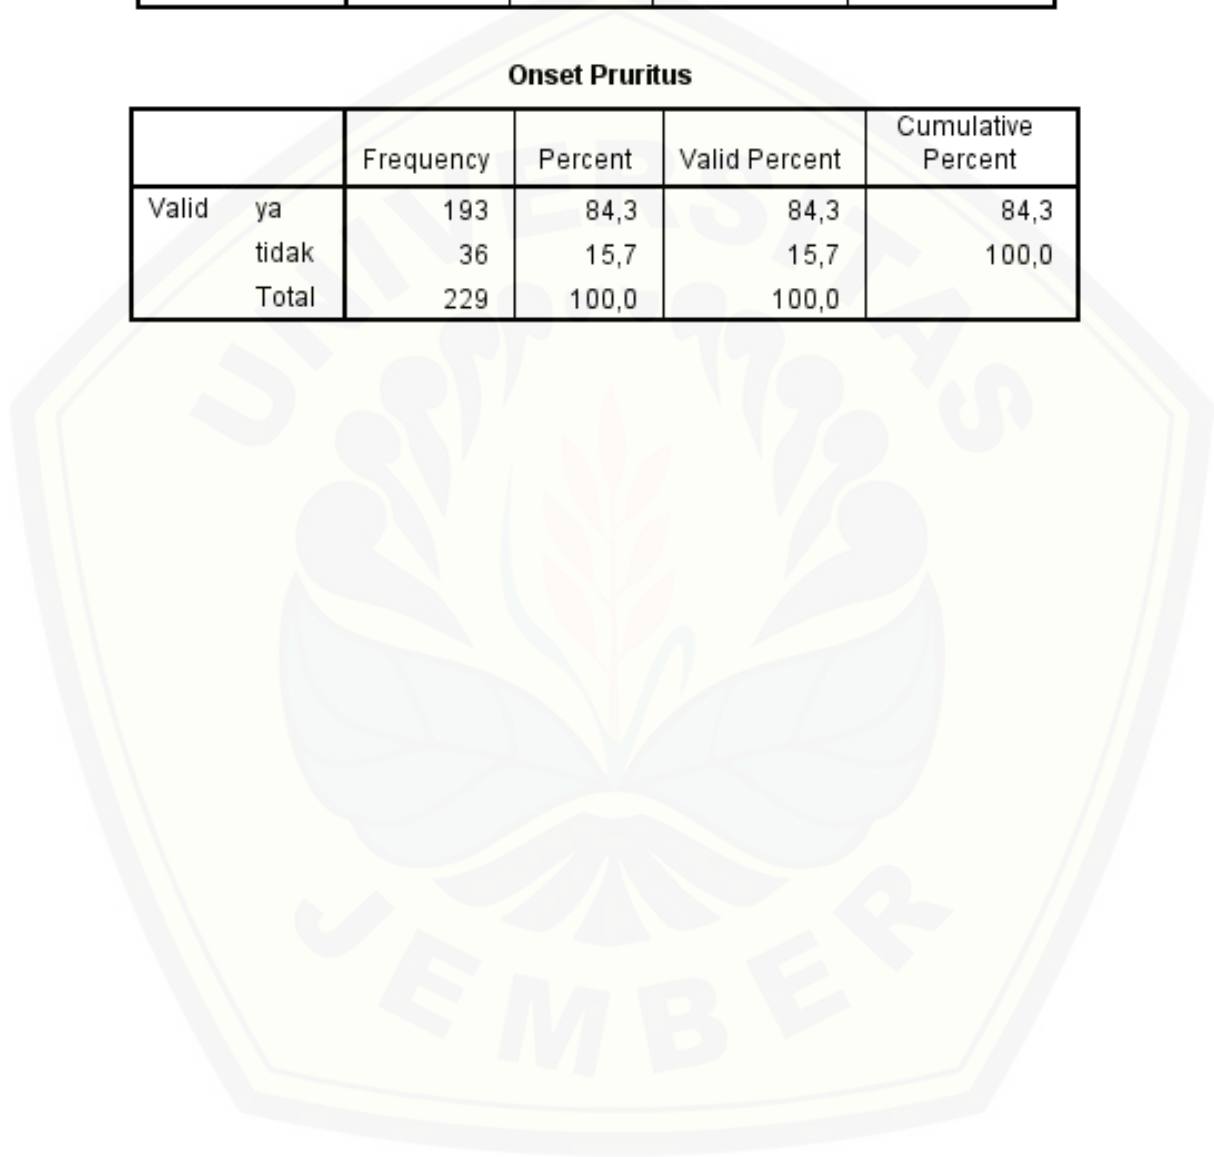 Onset Pruritus
Frequency Percent Valid Percent Cumulative Percent
Valid ya 193 84,3 84,3 84,3
tidak 36 15,7 15,7 100,0
Total 229 100,0 100,0
UNIVERSITAS
JEMBER